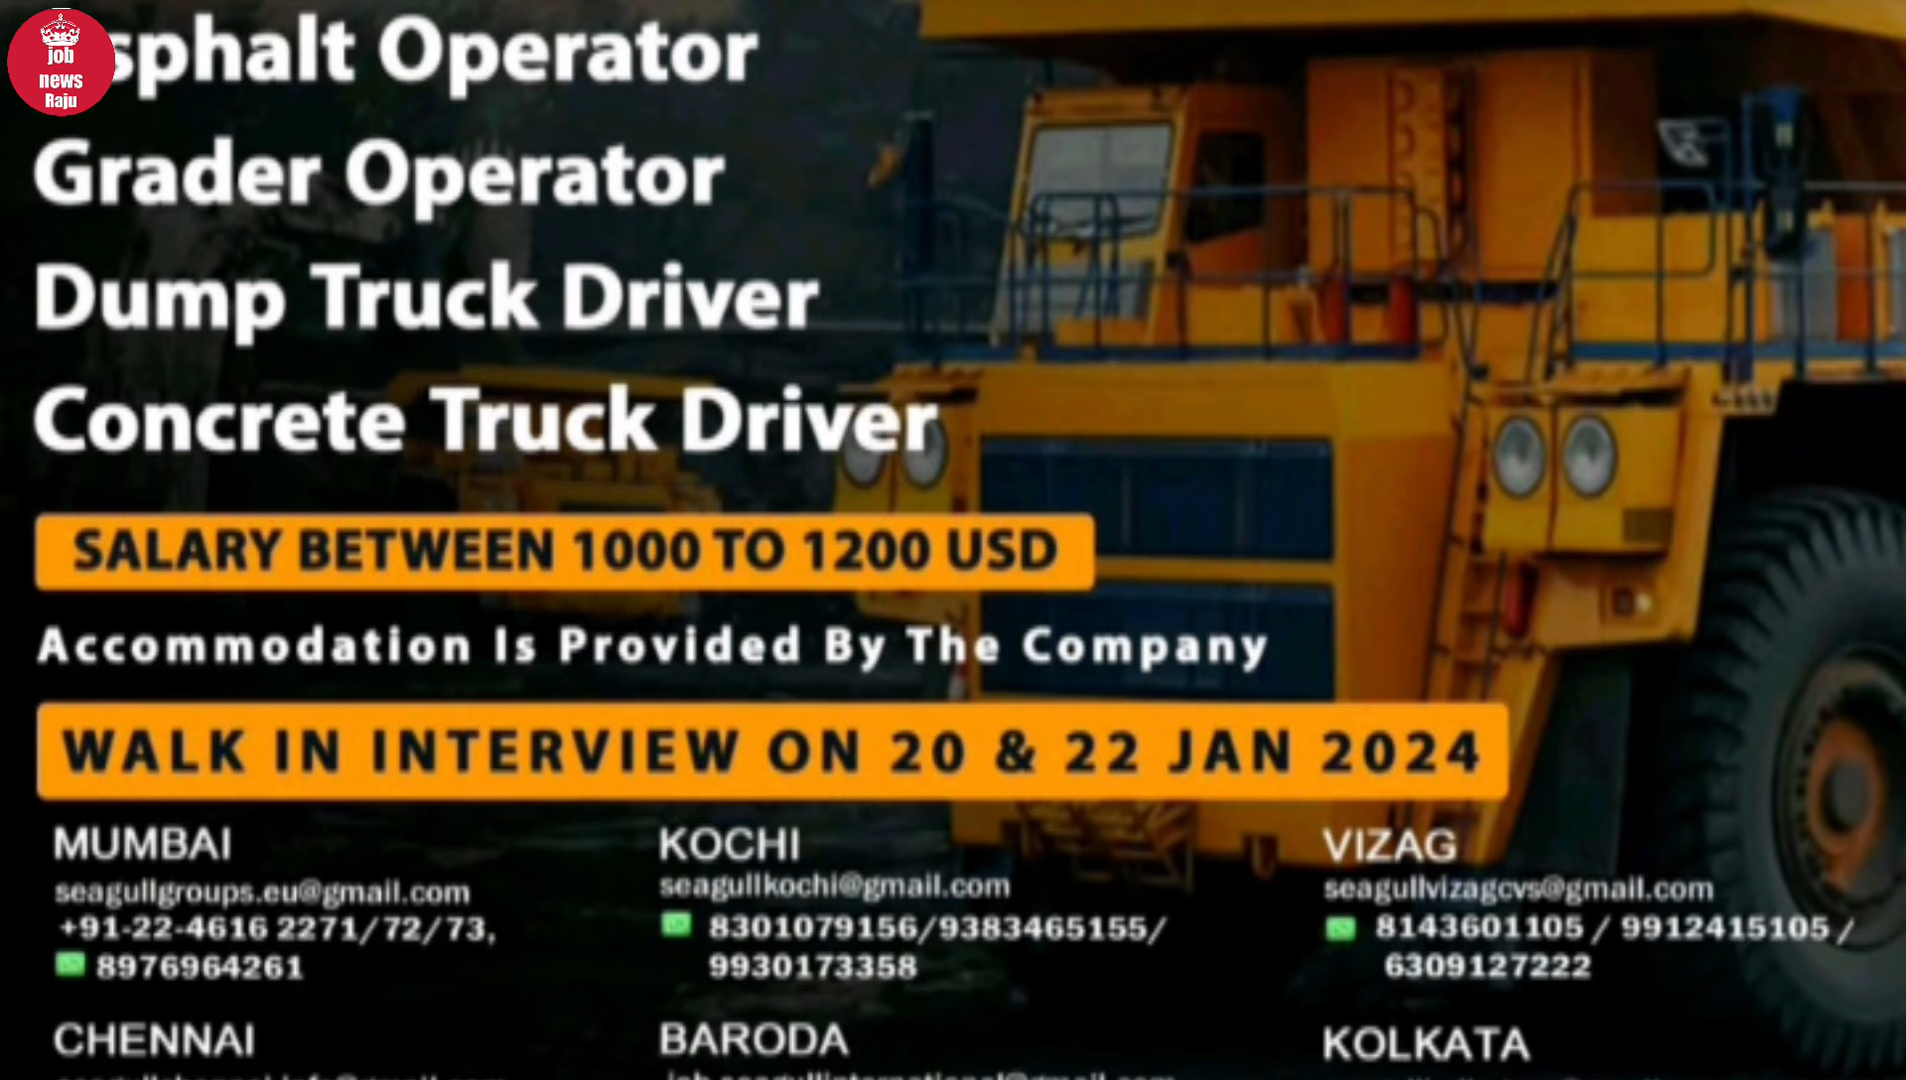 job
news
Raju
sphalt Operator
Grader Operator
Dump Truck Driver
Concrete Truck Driver
SALARY BETWEEN 1000 TO 1200 USD
Accommodation Is Provided By The Company
WALK IN INTERVIEW ON 20 & 22 JAN 2024
MUMBAI
seagullgroups.eu@gmail.com
+91-22-4616 2271/72/73,
8976964261
KOCHI
seagullkochi@gmail.com
8301079156/9383465155/
9930173358
VIZAG
seagullvizagcvs@gmail.com
8143601105 / 9912415105 /
6309127222
CHENNAI
BARODA
KOLKATA